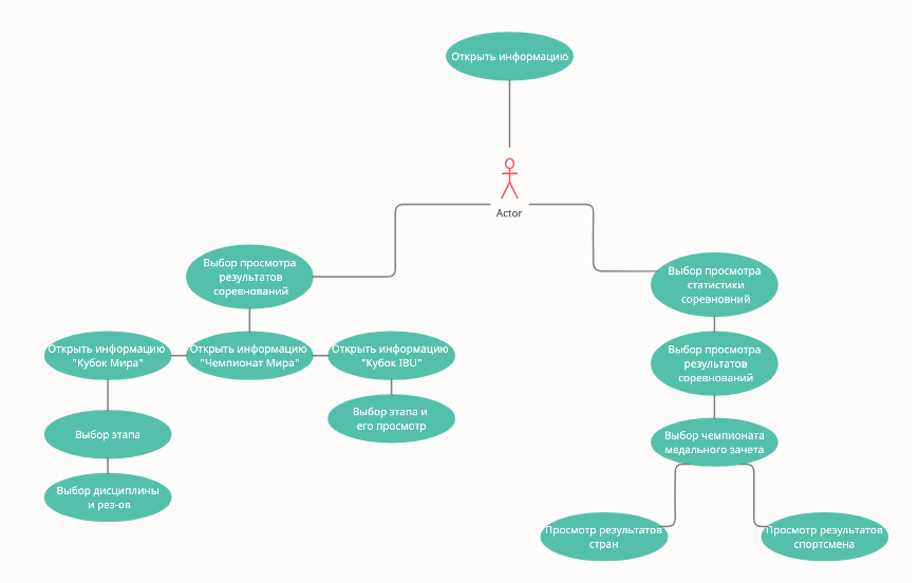 Открыть информацию
Actor
Выбор просмотра
результатов
соревнований
Открыть информацию
"Кубок Мира"
Открыть информацию
"Чемпионат Мира"
Открыть информацию
"Кубок IBU"
Выбор этапа и
его просмотр
Выбор этапа
Выбор дисциплины
и рез-ов
Выбор просмотра
статистики
соревновний
Выбор просмотра
результатов
соревнований
Выбор чемпионата
медального зачета
Просмотр результатов
стран
Просмотр результатов
спортсмена